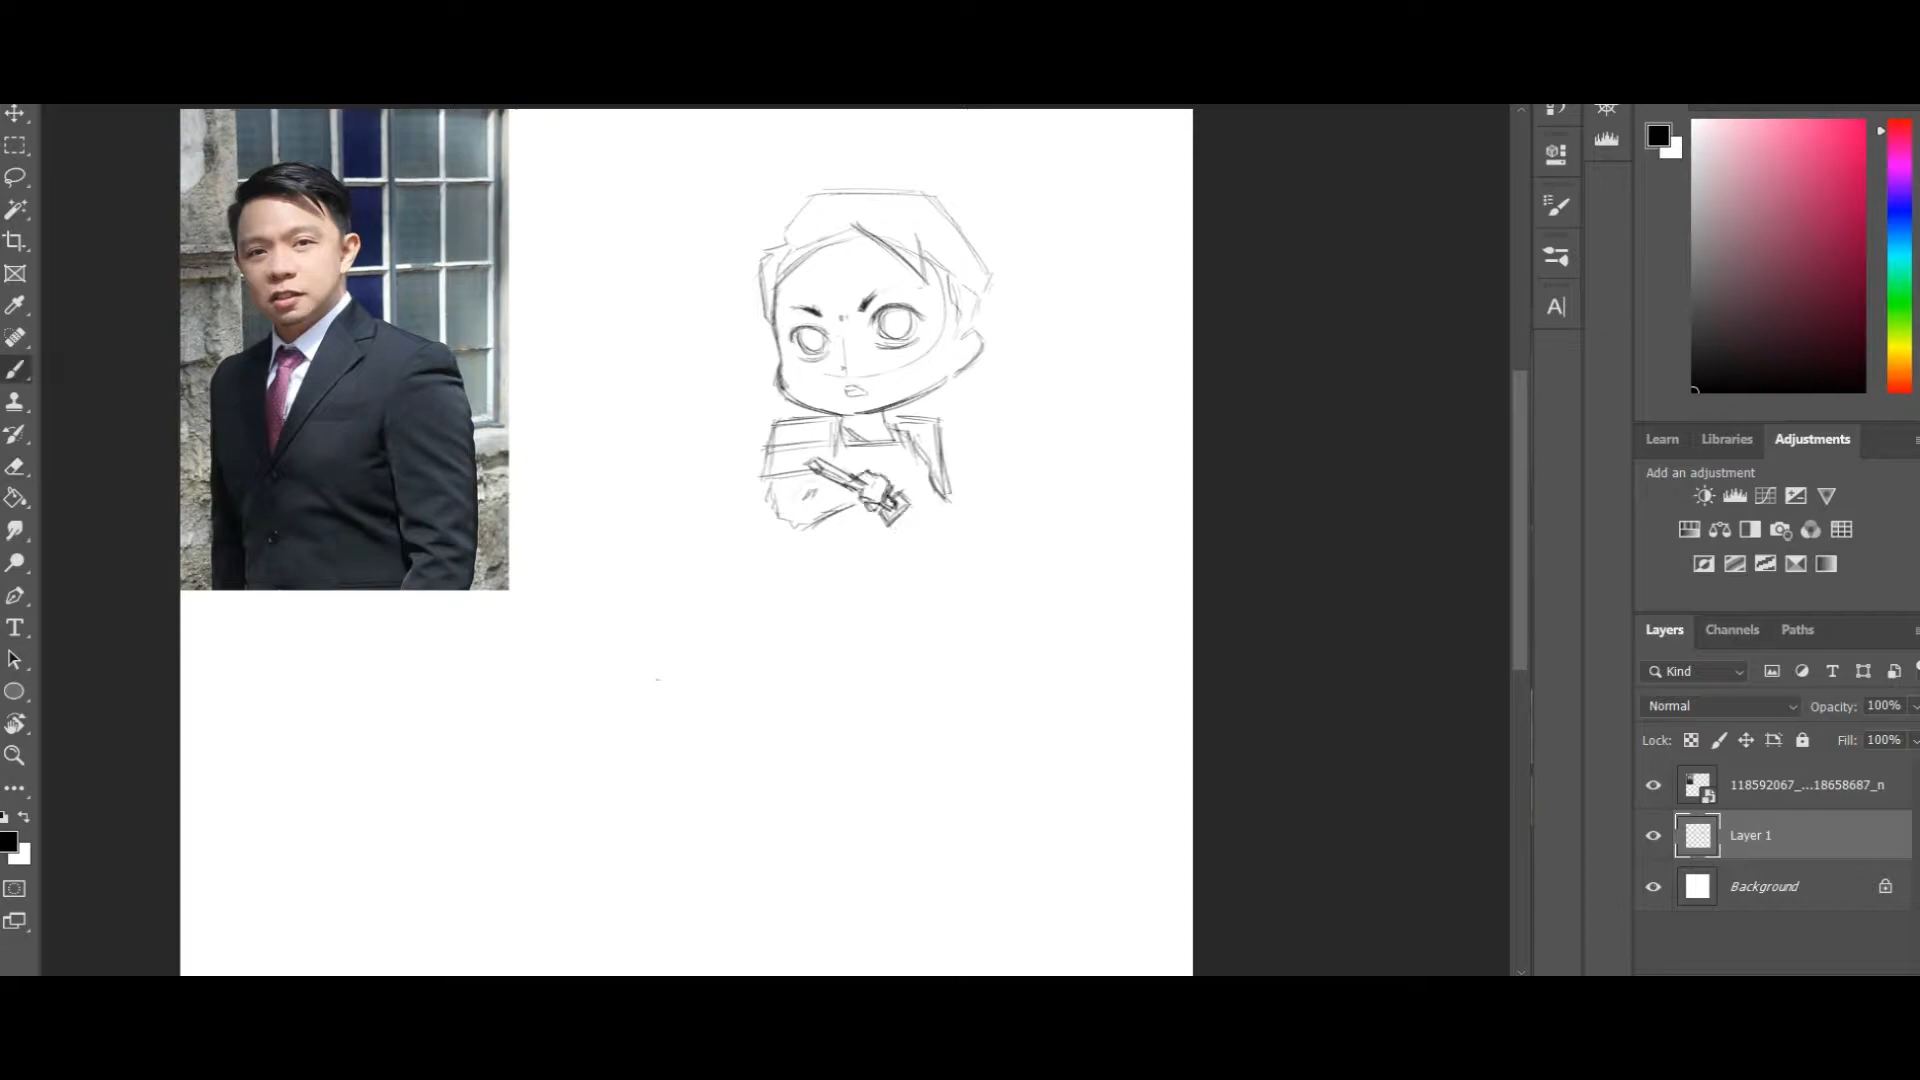 A|
Learn Libraries Adjustments
Add an adjustment
Layers Channels Paths
Kind
Normal Opacity: 100%
Lock: Fill: 100%
118592067_...18658687_n
Layer 1
Background